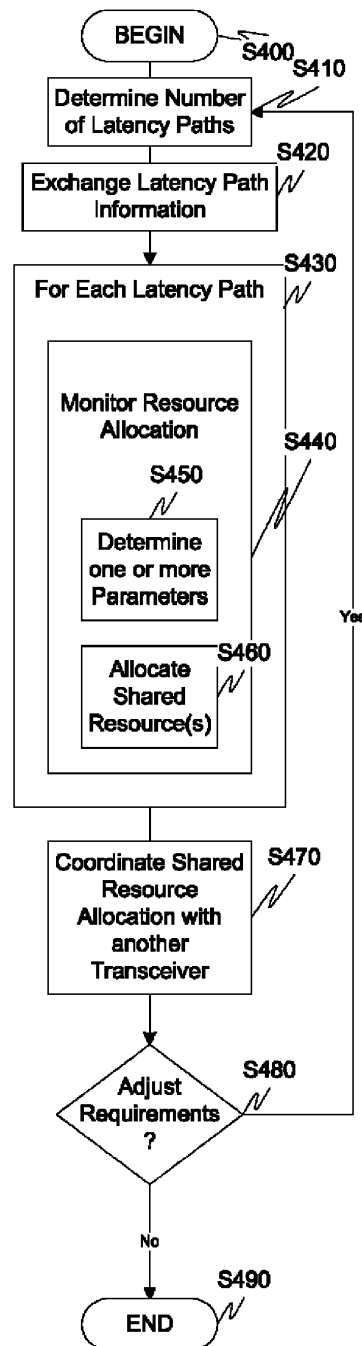 BEGIN
S400
S410
Determine Number
of Latency Paths
S420
Exchange Latency Path
Information
S430
For Each Latency Path
Monitor Resource
Allocation
S440
S450
Determine
one or more
Parameters
S460
Allocate
Shared
Resource(s)
Yes
S470
Coordinate Shared
Resource
Allocation with
another
Transceiver
S480
Adjust
Requirements
?
No
S490
END